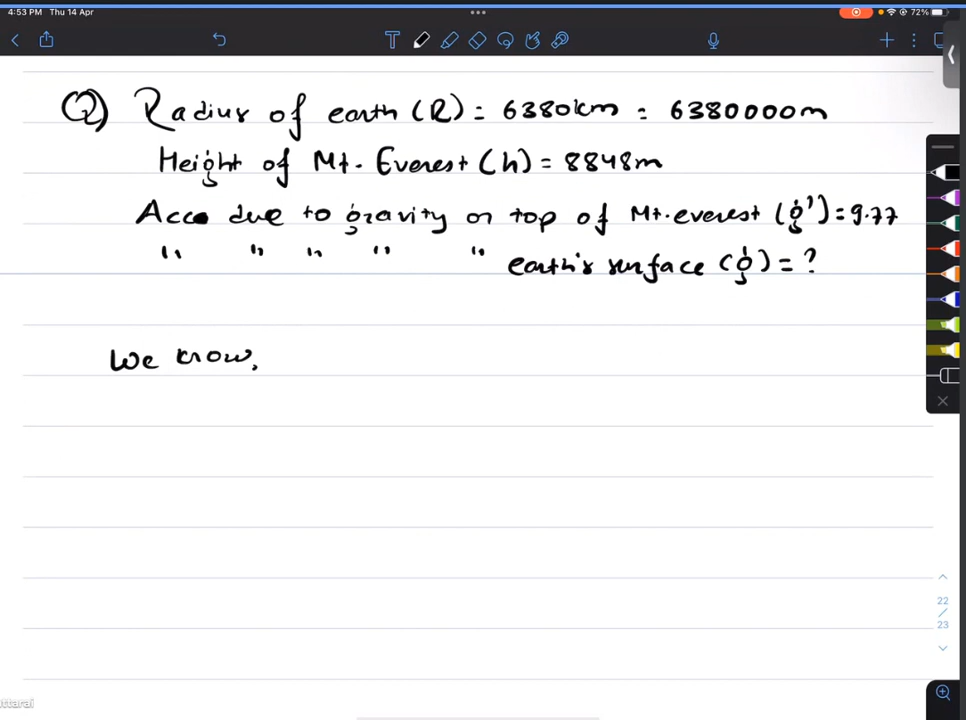 4:53 PM Thu 14 Apr
72%
T
Q) Radius of earth (R) = 6380km = 6380000m
Height of Mt. Everest (h) = 8848m
Acc due to gravity on top of Mt. everest (g') = 9.77
" " " " " earth's surface (g) = ?
We know,
22
/
23
uttarai